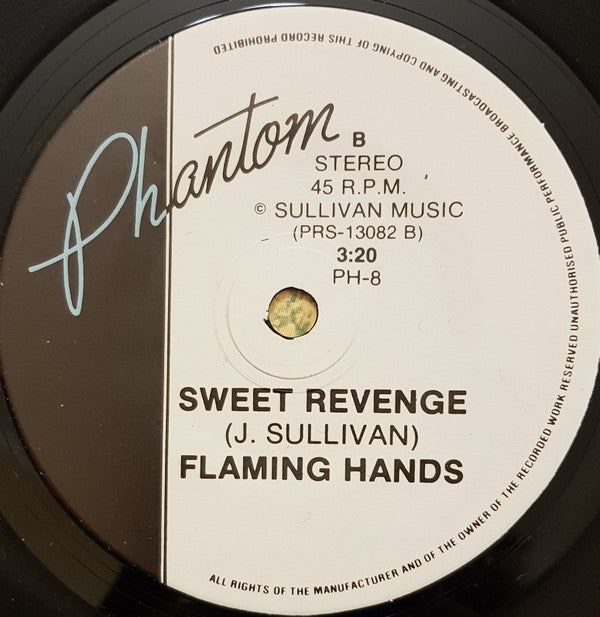 Phantom
B
STEREO
45 R.P.M.
© SULLIVAN MUSIC
(PRS-13082 B)
3:20
PH-8
SWEET REVENGE
(J. SULLIVAN)
FLAMING HANDS
ALL RIGHTS OF THE MANUFACTURER AND OF THE OWNER OF THE RECORDED WORK RESERVED UNAUTHORISED PUBLIC PERFORMANCE BROADCASTING AND COPYING OF THIS RECORD PROHIBITED